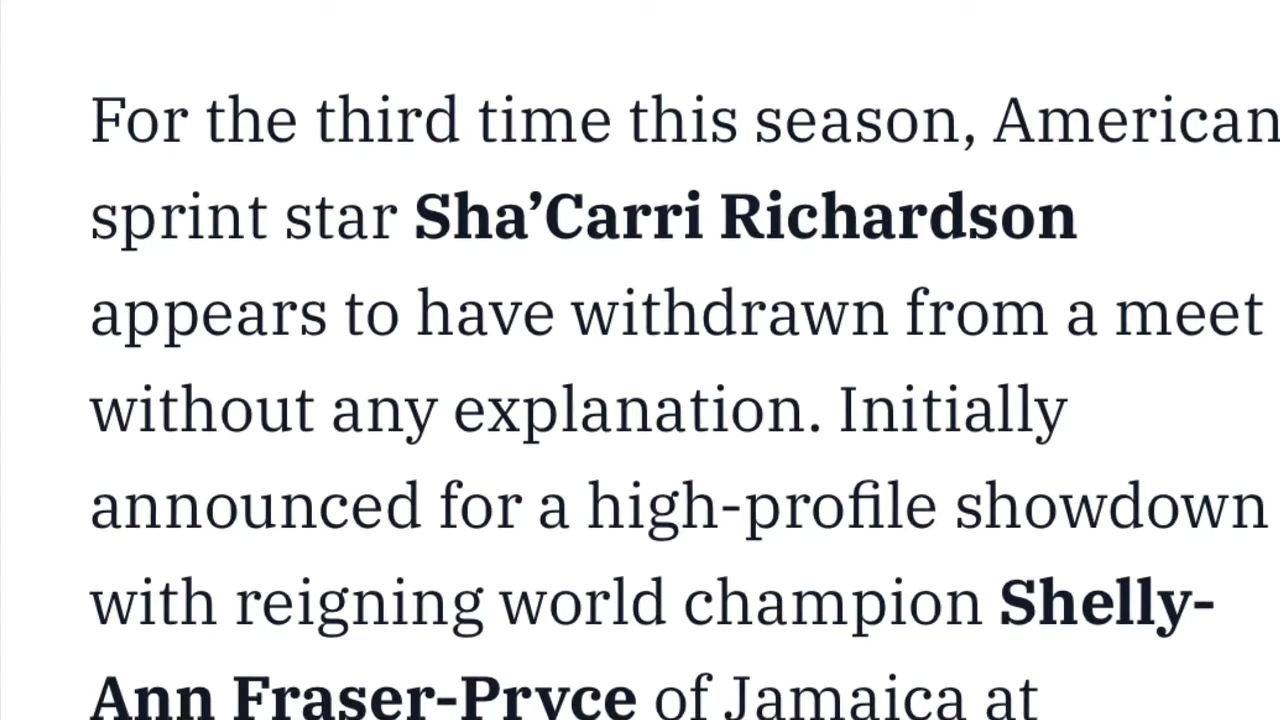 For the third time this season, American
sprint star Sha’Carri Richardson
appears to have withdrawn from a meet
without any explanation. Initially
announced for a high-profile showdown
with reigning world champion Shelly-
Ann Fraser-Pryce of Jamaica at